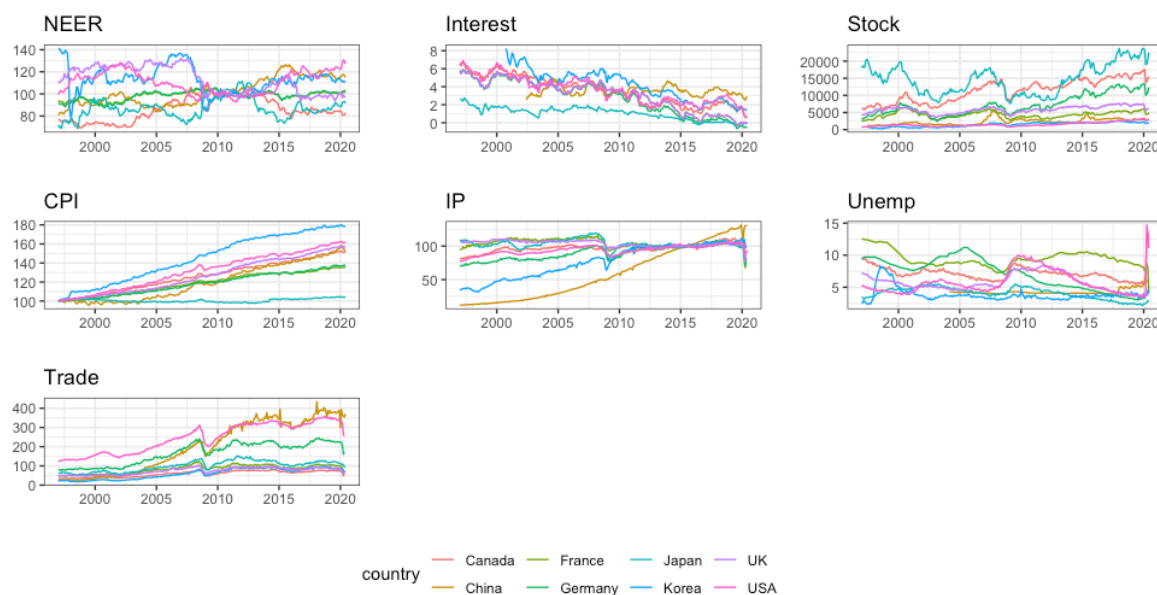 NEER
140
120
100
80
2000 2005 2010 2015 2020
Interest
8
6
4
2
0
2000 2005 2010 2015 2020
Stock
20000
15000
10000
5000
0
2000 2005 2010 2015 2020
CPI
180
160
140
120
100
2000 2005 2010 2015 2020
IP
100
50
2000 2005 2010 2015 2020
Unemp
15
10
5
2000 2005 2010 2015 2020
Trade
400
300
200
100
0
2000 2005 2010 2015 2020
country
Canada France Japan UK
China Germany Korea USA